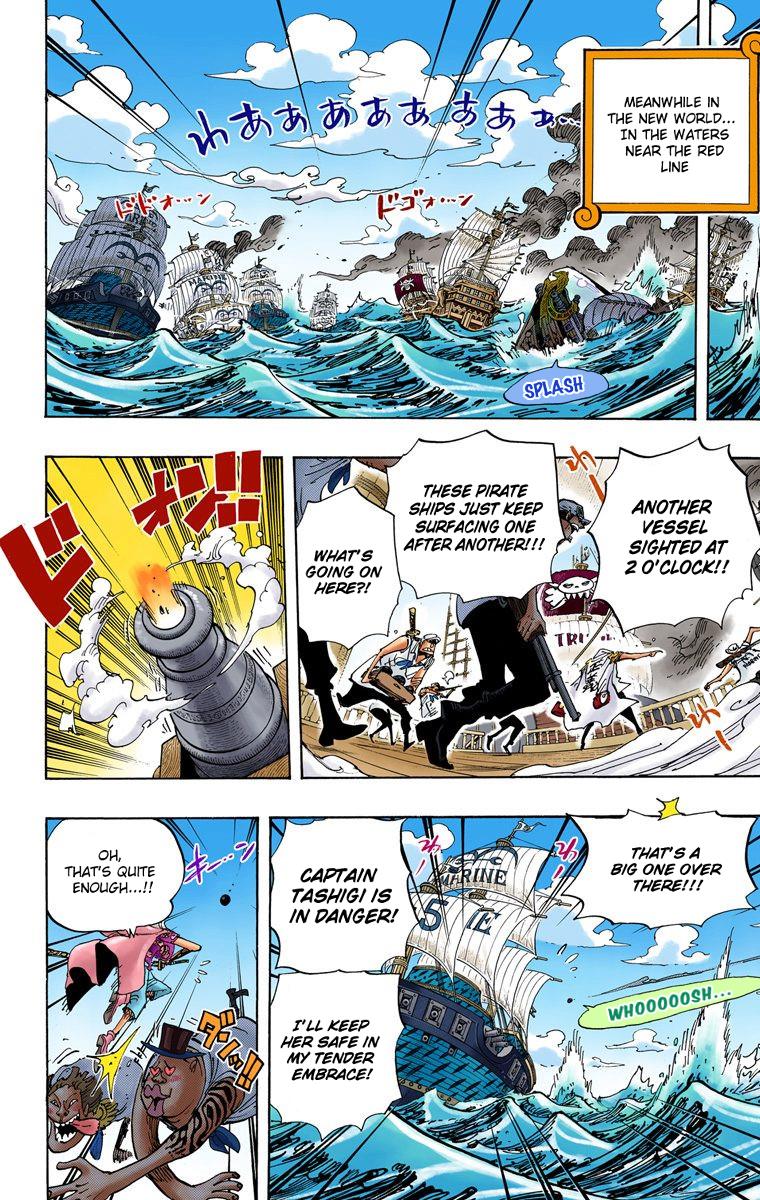 MEANWHILE IN
THE NEW WORLD...
IN THE WATERS
NEAR THE RED
LINE
わああああああぁ...
ドゴォ…ン
ドドォ…ン
SPLASH
ANOTHER
VESSEL
SIGHTED AT
2 O'CLOCK!!
わ
THESE PIRATE
SHIPS JUST KEEP
SURFACING ONE
AFTER ANOTHER!!!
WHAT'S
GOING ON
HERE?!
わ
ドオン!!
THAT'S A
BIG ONE OVER
THERE!!!
わ
わ
MARINE
5
WHOOOOOSH...
CAPTAIN
TASHIGI IS
IN DANGER!
I'LL KEEP
HER SAFE IN
MY TENDER
EMBRACE!
OH,
THAT'S QUITE
ENOUGH...!!
キーーン
ダンッ!!